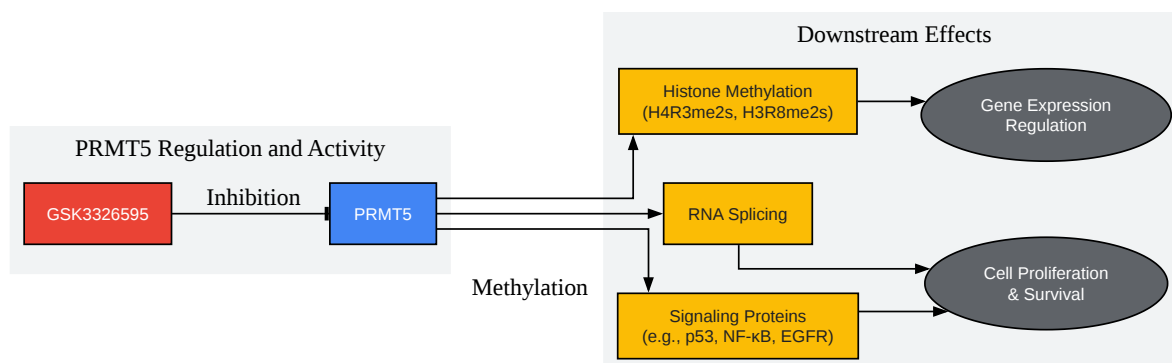 Downstream Effects
Histone Methylation
(H4R3me2s, H3R8me2s)
Gene Expression
Regulation
PRMT5 Regulation and Activity
GSK3326595
Inhibition
PRMT5
RNA Splicing
Methylation
Cell Proliferation
& Survival
Signaling Proteins
(e.g., p53, NF-κB, EGFR)